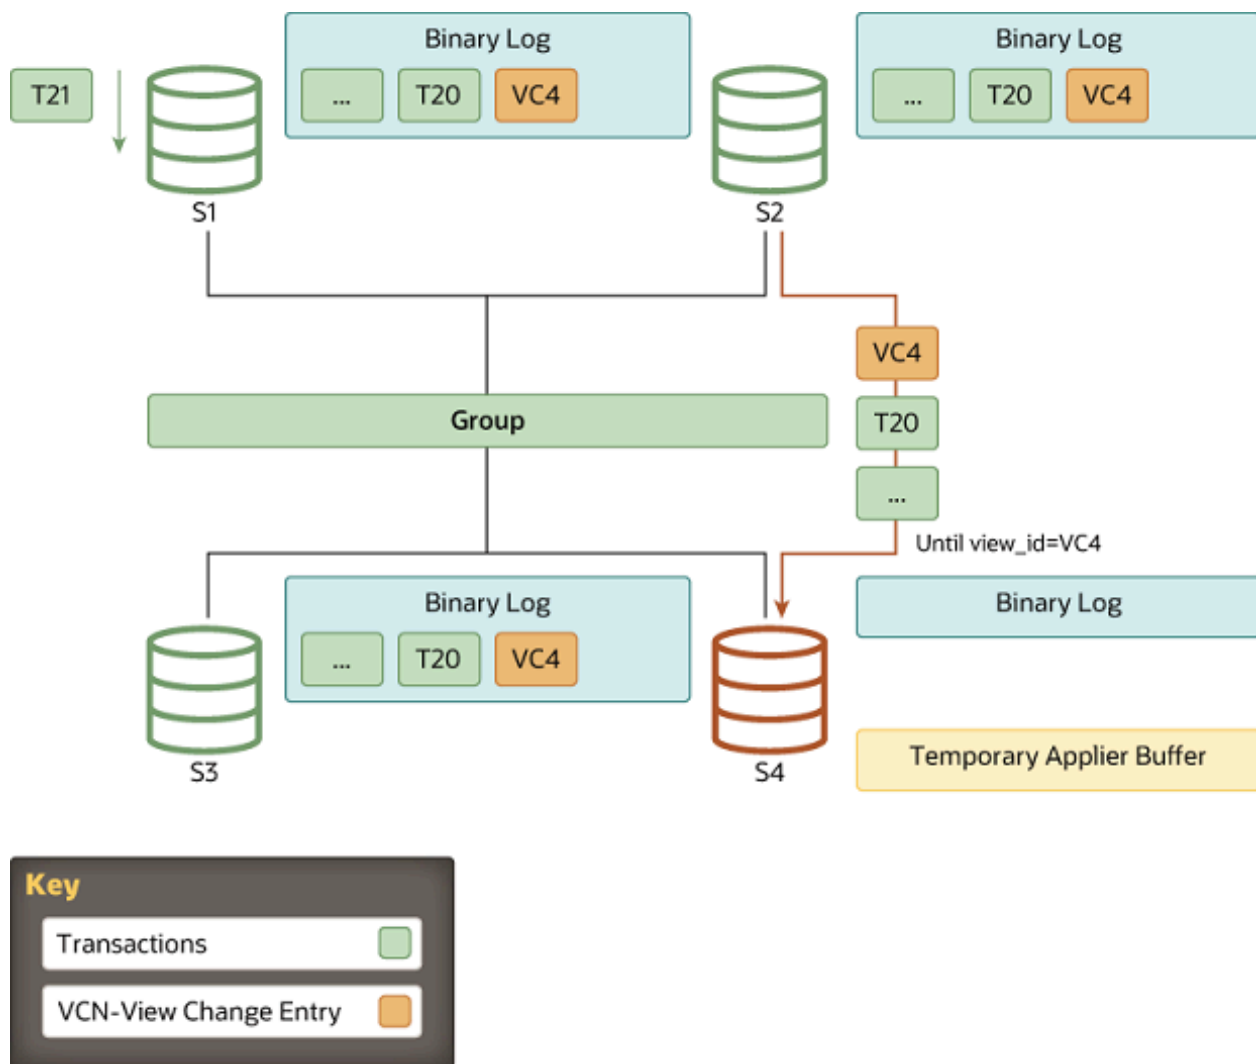 Binary Log
Binary Log
T21
... T20 VC4
... T20 VC4
S1
S2
VC4
Group
T20
...
Until view_id=VC4
Binary Log
Binary Log
... T20 VC4
Temporary Applier Buffer
S3
S4
Key
Transactions
VCN-View Change Entry